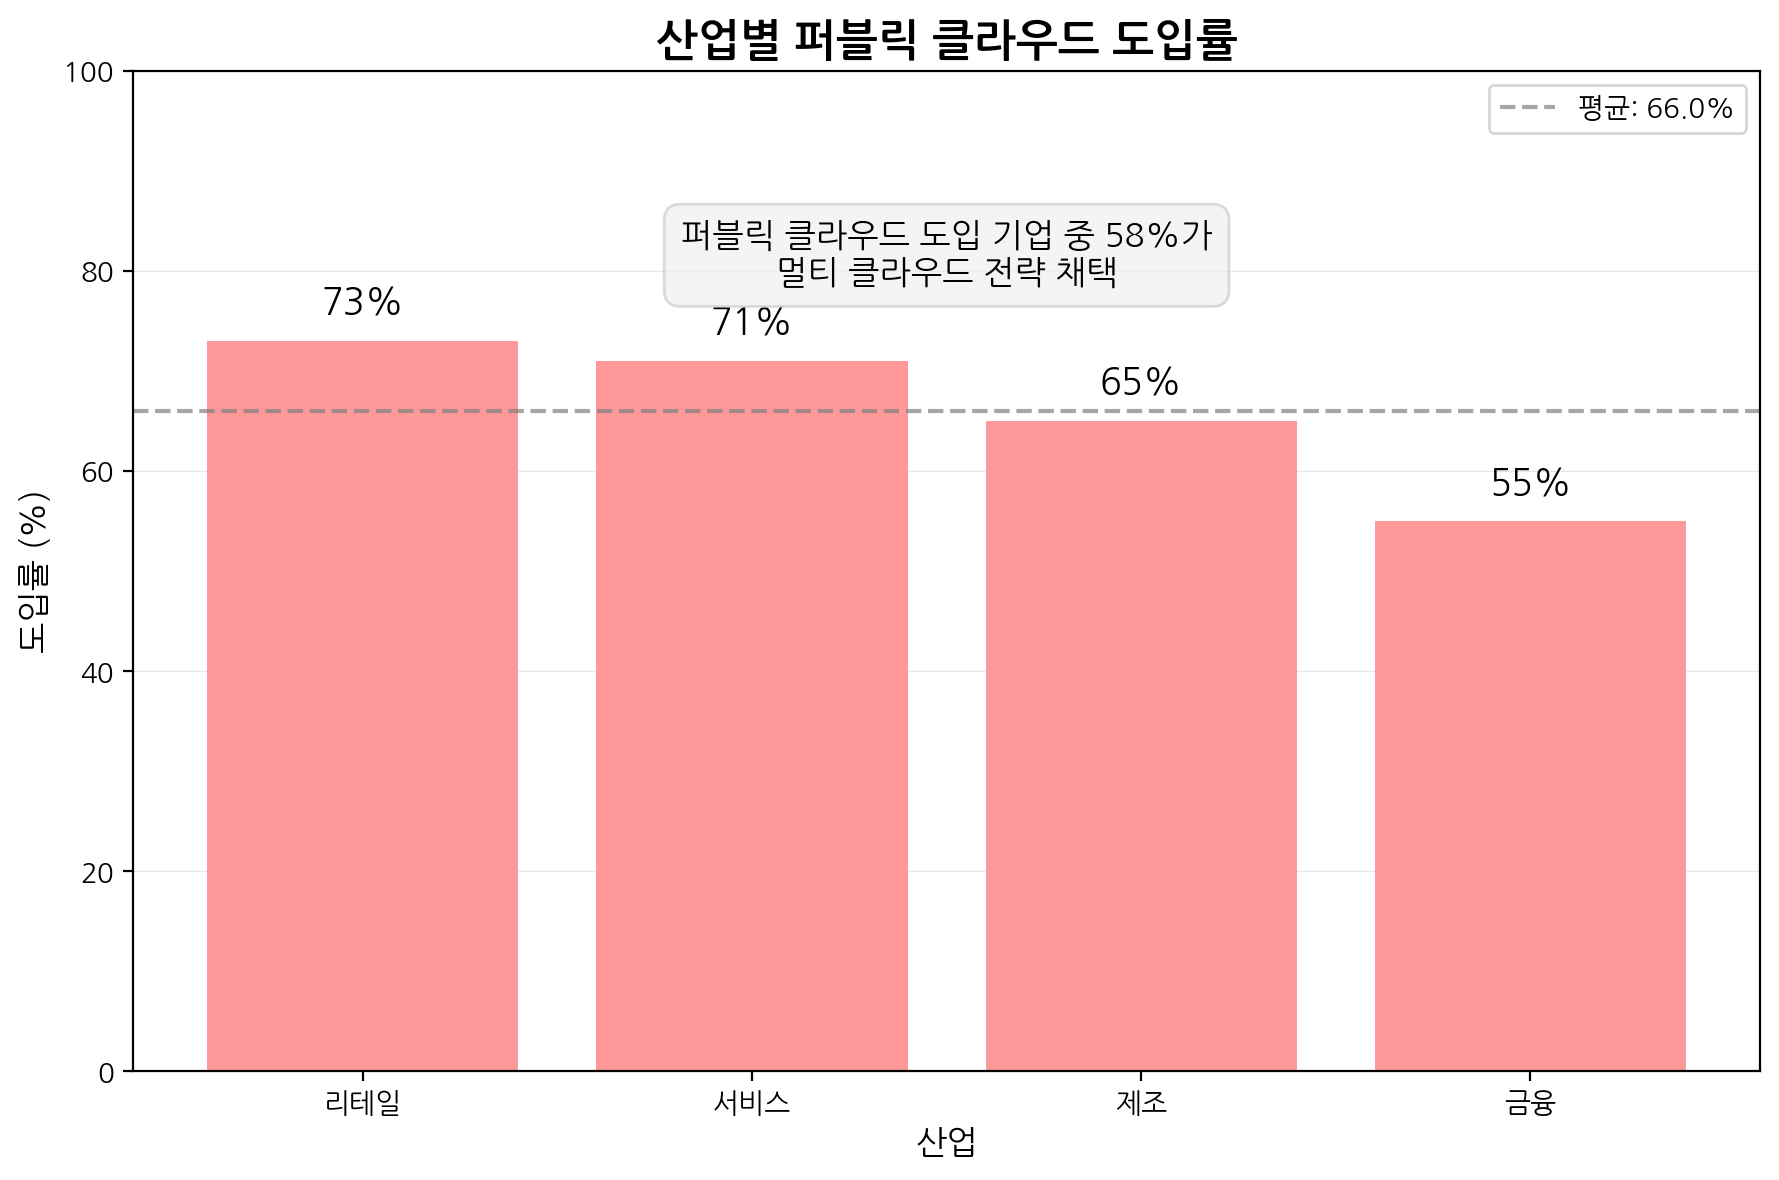 산업별 퍼블릭 클라우드 도입률
100
80
60
40
20
0
도입률 (%)
평균: 66.0%
퍼블릭 클라우드 도입 기업 중 58%가
멀티 클라우드 전략 채택
73%
71%
65%
55%
리테일
서비스
제조
금융
산업